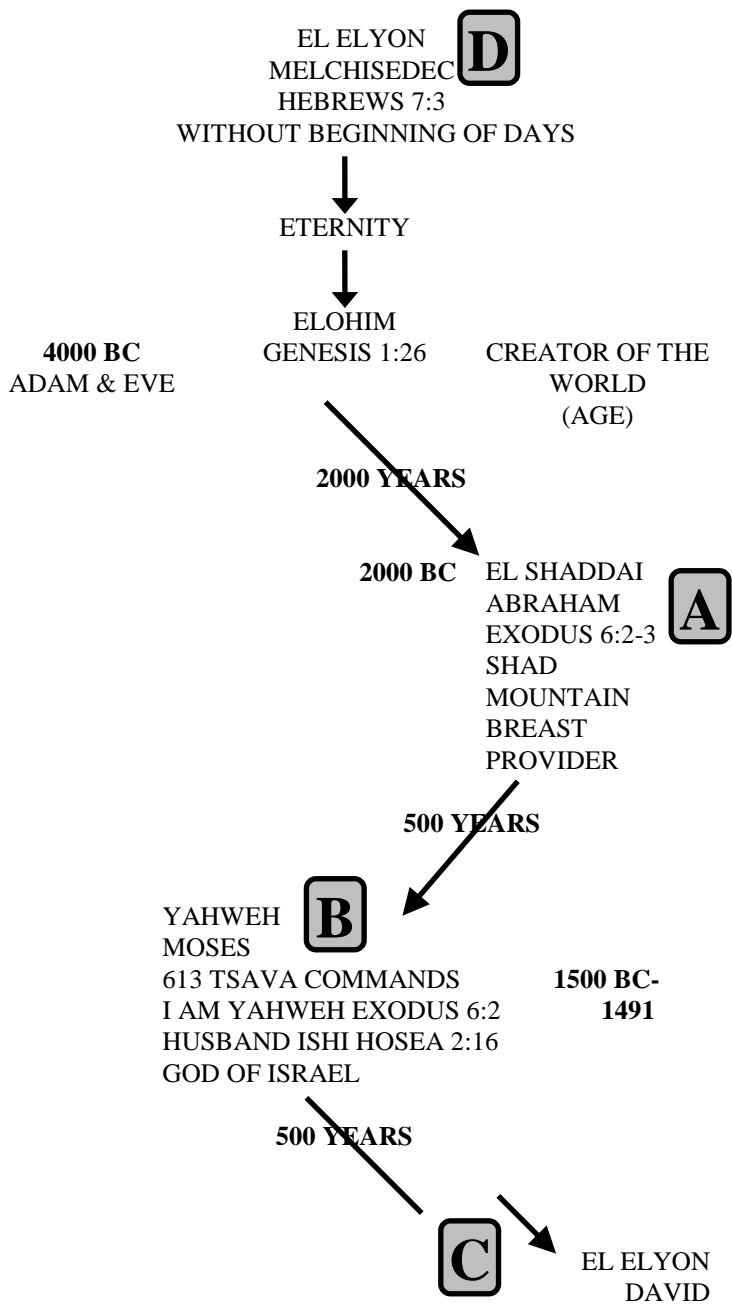 EL ELYON
D
MELCHISEDEC
HEBREWS 7:3
WITHOUT BEGINNING OF DAYS
ETERNITY
ELOHIM
4000 BC
ADAM & EVE
GENESIS 1:26
CREATOR OF THE
WORLD
(AGE)
2000 YEARS
2000 BC
EL SHADDAI
ABRAHAM
EXODUS 6:2-3
SHAD
MOUNTAIN
BREAST
PROVIDER
A
500 YEARS
B
YAHWEH
MOSES
613 TSAVA COMMANDS
I AM YAHWEH EXODUS 6:2
HUSBAND ISHI HOSEA 2:16
GOD OF ISRAEL
1500 BC-
1491
500 YEARS
C
EL ELYON
DAVID